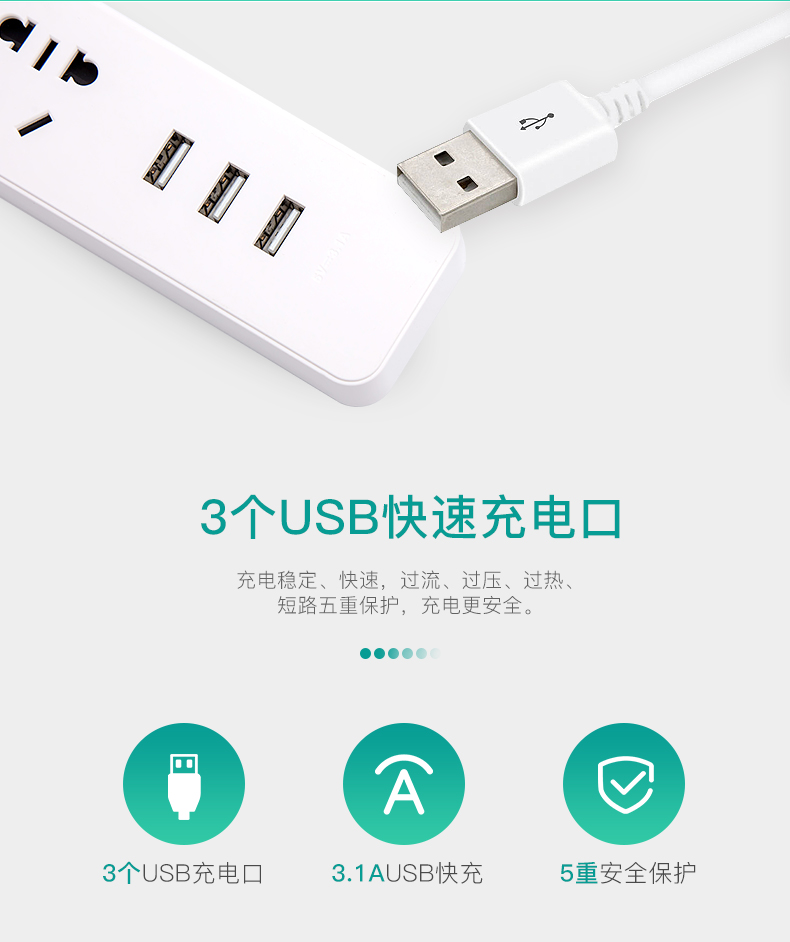 3个USB快速充电口
充电稳定、快速，过流、过压、过热、
短路五重保护，充电更安全。
3个USB充电口
3.1AUSB快充
5重安全保护